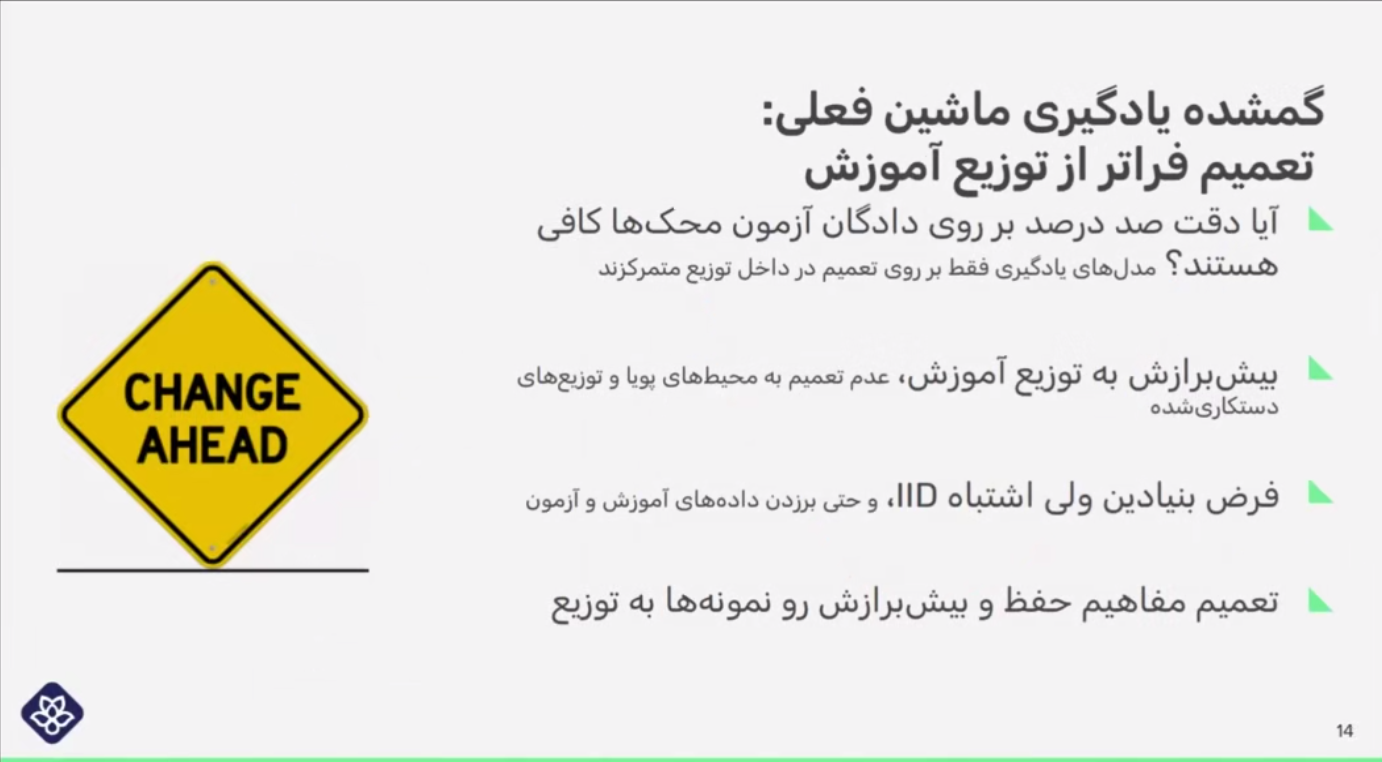 گمشده یادگیری ماشین فعلی:
تعمیم فراتر از توزیع آموزش
آیا دقت صد درصد بر روی دادگان آزمون محک‌ها کافی
هستند؟ مدل‌های یادگیری فقط بر روی تعمیم در داخل توزیع متمرکزند
بیش‌برازش به توزیع آموزش، عدم تعمیم به محیط‌های پویا و توزیع‌های
دستکاری‌شده
فرض بنیادین ولی اشتباه IID، و حتی برزدن داده‌های آموزش و آزمون
تعمیم مفاهیم حفظ و بیش‌برازش رو نمونه‌ها به توزیع
CHANGE
AHEAD
14